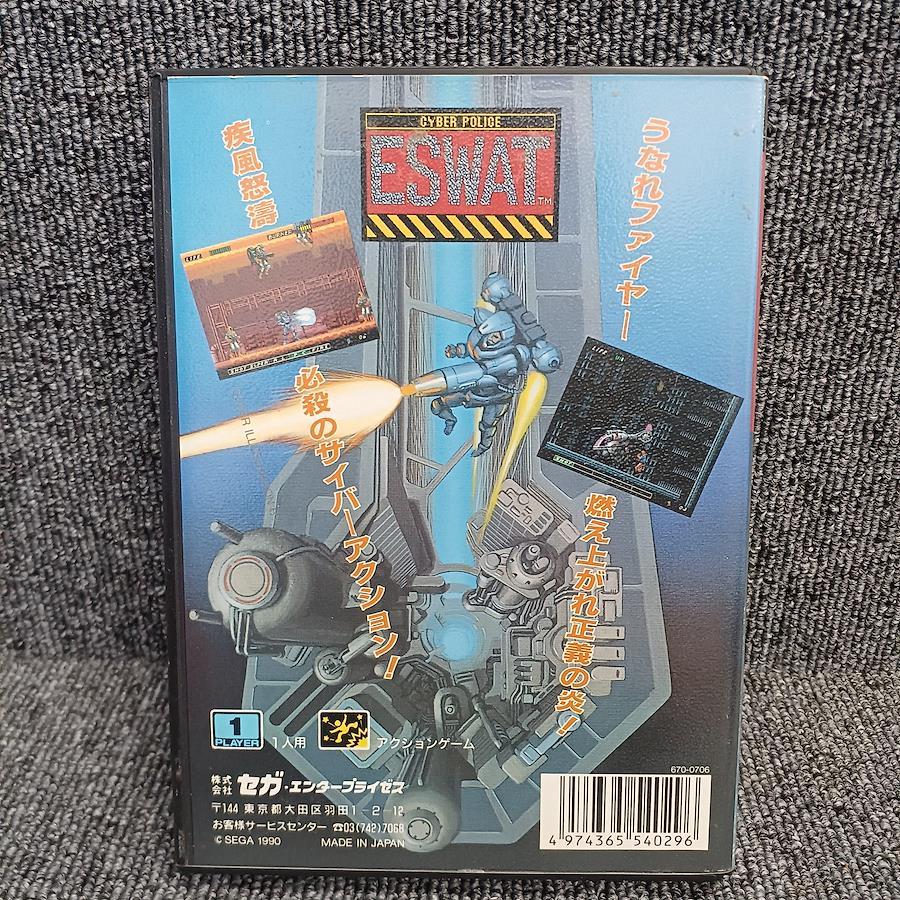 CYBER POLICE
ESWAT™
疾風怒濤
うなれファイヤー
LIFE
LIFE
必殺のサイバーアクション!
燃え上がれ正義の炎!
1
PLAYER
1人用
アクションゲーム
670-0706
株式会社 セガ・エンタープライゼス
〒144 東京都大田区羽田1-2-12
お客様サービスセンター ☎03(742)7068
© SEGA 1990 MADE IN JAPAN
4 974365 540296